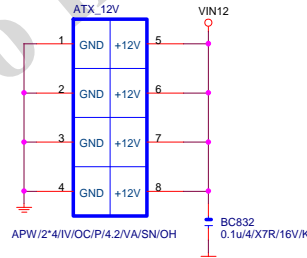 ATX_12V
VIN12
1 GND +12V 5
2 GND +12V 6
3 GND +12V 7
4 GND +12V 8
BC832
APW/2*4/IV/OC/P/4.2/VA/SN/OH
0.1u/4/X7R/16V/K